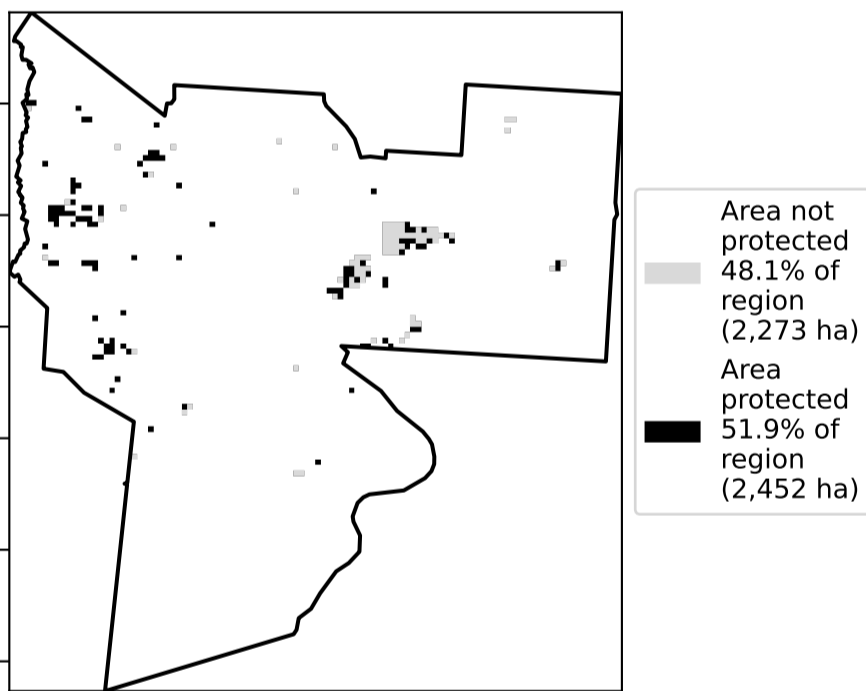 Area not
protected
48.1% of
region
(2,273 ha)
Area
protected
51.9% of
region
(2,452 ha)